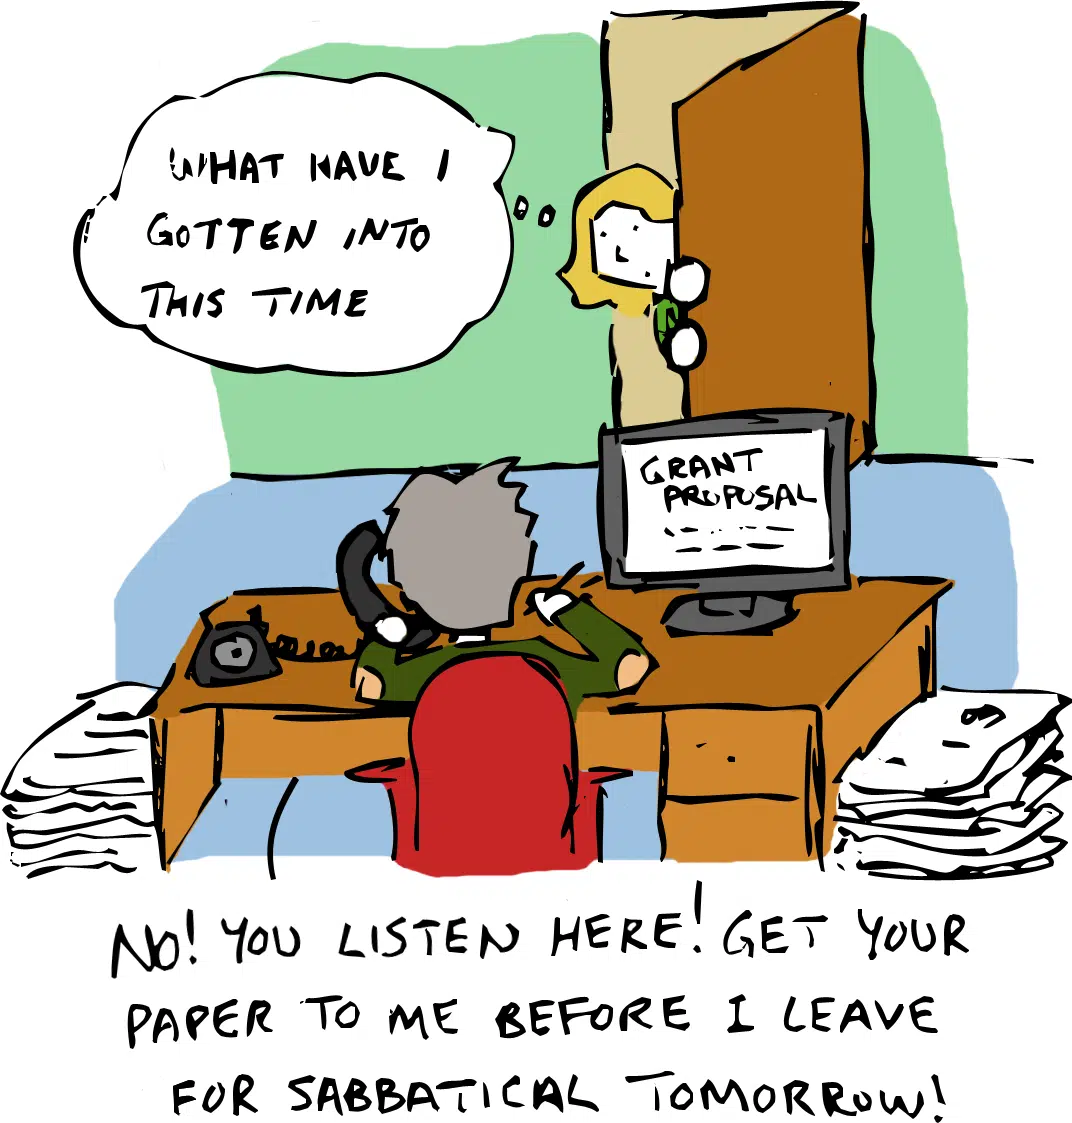 WHAT HAVE I
GOTTEN INTO
THIS TIME
GRANT
PROPOSAL
NO! YOU LISTEN HERE! GET YOUR
PAPER TO ME BEFORE I LEAVE
FOR SABBATICAL TOMORROW!